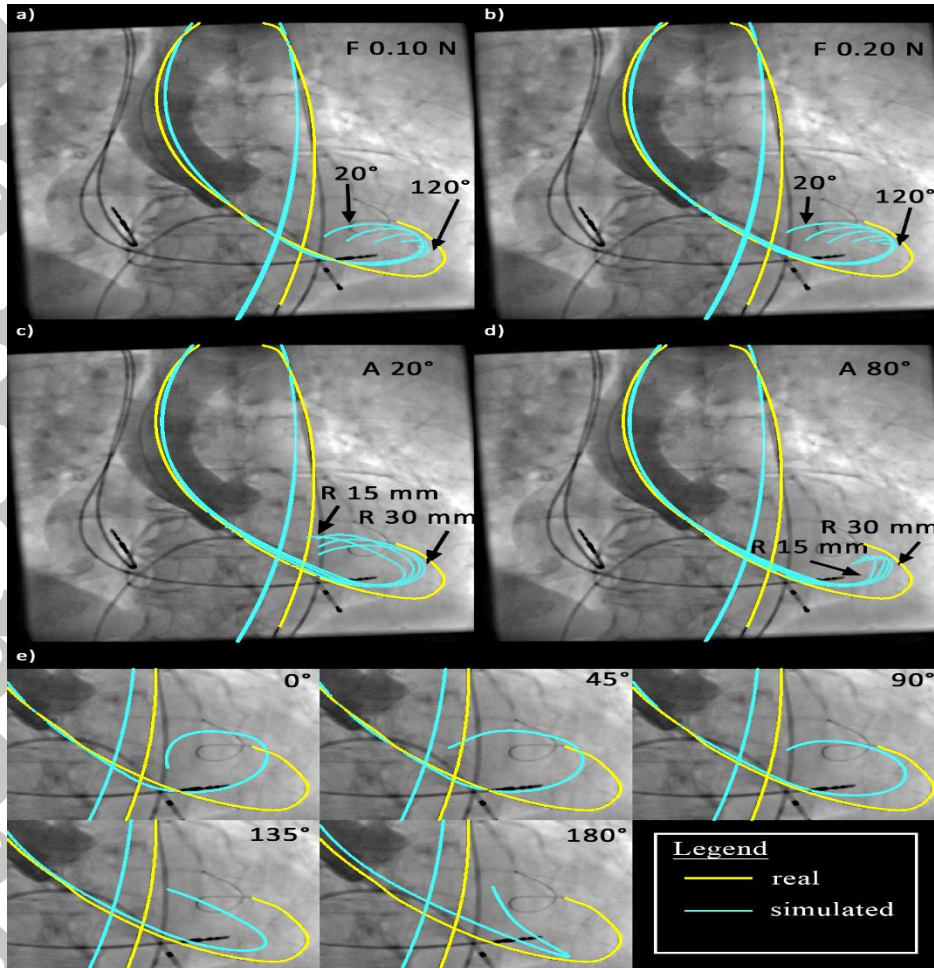 a)
F 0.10 N
20°
120°
b)
F 0.20 N
20°
120°
c)
A 20°
R 15 mm
R 30 mm
d)
A 80°
R 30 mm
R 15 mm
e)
0°
45°
90°
135°
180°
Legend
real
simulated